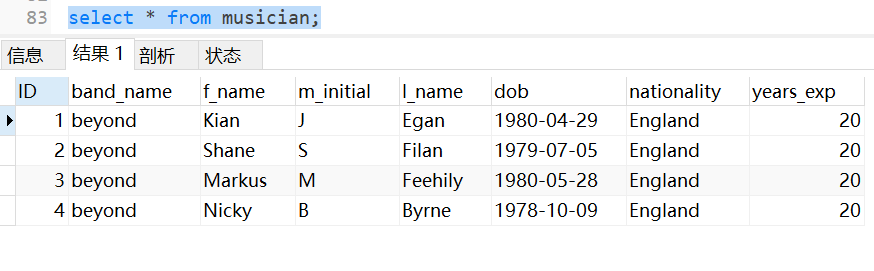 83 select * from musician;
信息 结果 1 剖析 状态
ID band_name f_name m_initial l_name dob nationality years_exp
1 beyond Kian J Egan 1980-04-29 England 20
2 beyond Shane S Filan 1979-07-05 England 20
3 beyond Markus M Feehily 1980-05-28 England 20
4 beyond Nicky B Byrne 1978-10-09 England 20